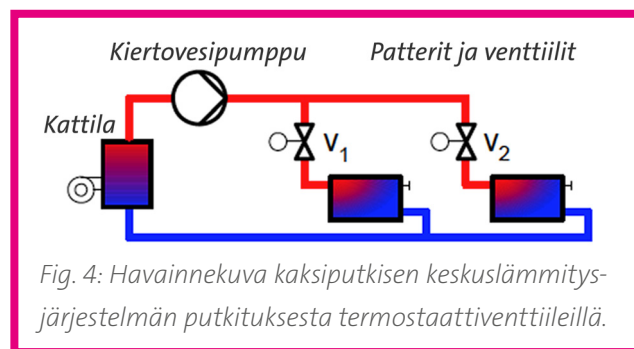 Kiertovesipumppu
Patterit ja venttiilit
Kattila
V1
V2
Fig. 4: Havainnekuva kaksiputkisen keskuslämmitys-
järjestelmän putkituksesta termostaattiventtiileillä.